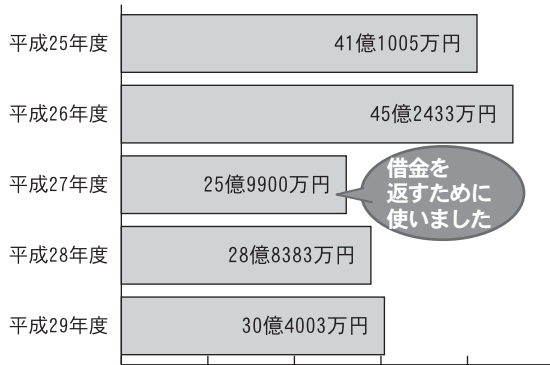 平成25年度 41億1005万円
平成26年度 45億2433万円
平成27年度 25億9900万円
借金を
返すために
使いました
平成28年度 28億8383万円
平成29年度 30億4003万円